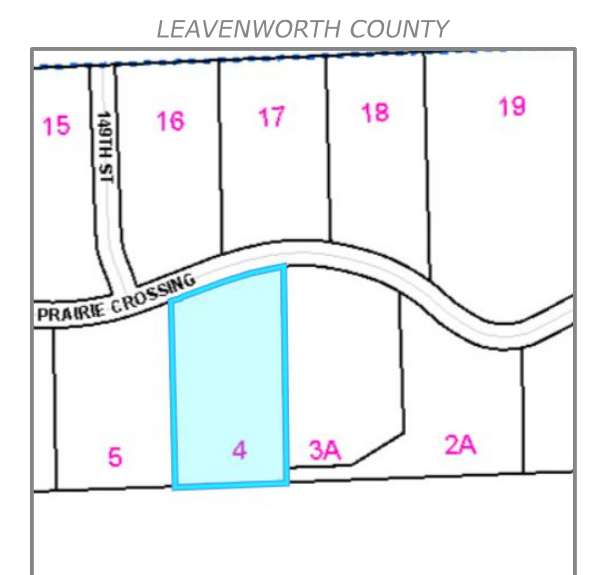 LEAVENWORTH COUNTY
15
149TH ST
16
17
18
19
PRAIRIE CROSSING
5
4
3A
2A